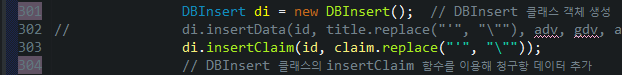 301 DBInsert di = new DBInsert(); // DBInsert 클래스 객체 생성
302 // di.insertData(id, title.replace("'", "\""), adv, gdv, a
303 di.insertClaim(id, claim.replace("'", "\""));
304 // DBInsert 클래스의 insertClaim 함수를 이용해 청구항 데이터 추가